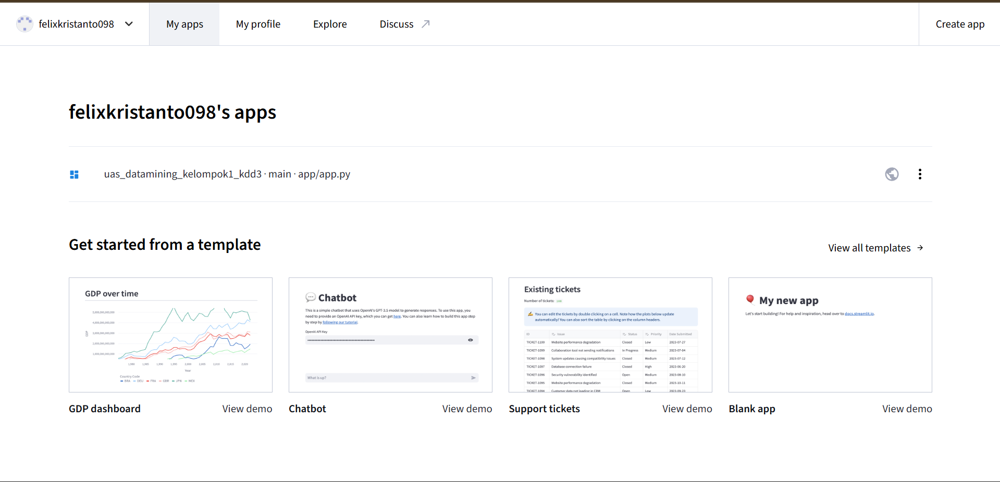 felixkristanto098
My apps
My profile
Explore
Discuss
Create app
felixkristanto098's apps
uas_datamining_kelompok1_kdd3 · main · app/app.py
Get started from a template
View all templates →
GDP over time
5,000,000,000,000
4,000,000,000,000
3,000,000,000,000
2,000,000,000,000
1,000,000,000,000
GDP
1,980 1,985 1,990 1,995 2,000 2,005 2,010 2,015 2,020
Year
Country Code
BRA DEU FRA GBR JPN MEX
GDP dashboard
View demo
Chatbot
This is a simple chatbot that uses OpenAI's GPT-3.5 model to generate responses. To use this app, you
need to provide an OpenAI API key, which you can get here. You can also learn how to build this app step
by step by following our tutorial.
OpenAI API Key
What is up?
Chatbot
View demo
Existing tickets
Number of tickets: 100
You can edit the tickets by double clicking on a cell. Note how the plots below update
automatically! You can also sort the table by clicking on the column headers.
ID Issue Status Priority Date Submitted
TICKET-1100 Website performance degradation Closed Low 2023-07-27
TICKET-1099 Collaboration tool not sending notifications In Progress Medium 2023-07-04
TICKET-1098 System updates causing compatibility issues Closed Medium 2023-07-12
TICKET-1097 Database connection failure Closed High 2023-06-20
TICKET-1096 Security vulnerability identified Open Medium 2023-08-10
TICKET-1095 Website performance degradation Closed Medium 2023-10-11
TICKET-1094 Customer data not loading in CRM Open Low 2023-09-23
Support tickets
View demo
My new app
Let's start building! For help and inspiration, head over to docs.streamlit.io.
Blank app
View demo